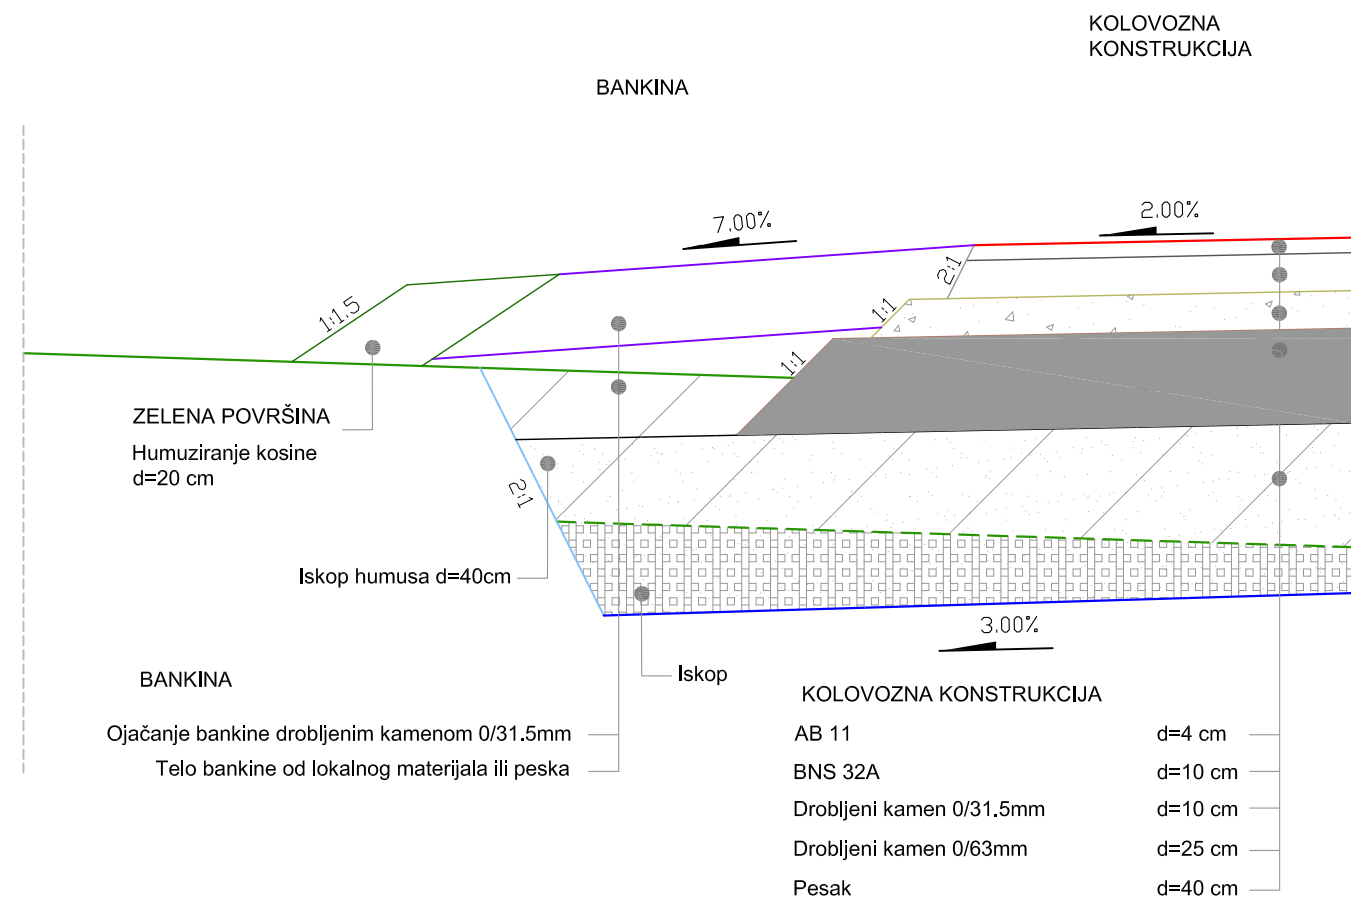 KOLOVOZNA
KONSTRUKCIJA
BANKINA
7.00%
2.00%
2:1
1:1.5
1:1
1:1
ZELENA POVRŠINA
Humuziranje kosine
d=20 cm
2:1
Iskop humusa d=40cm
3.00%
Iskop
BANKINA
Ojačanje bankine drobljenim kamenom 0/31.5mm
Telo bankine od lokalnog materijala ili peska
KOLOVOZNA KONSTRUKCIJA
AB 11 d=4 cm
BNS 32A d=10 cm
Drobljeni kamen 0/31.5mm d=10 cm
Drobljeni kamen 0/63mm d=25 cm
Pesak d=40 cm